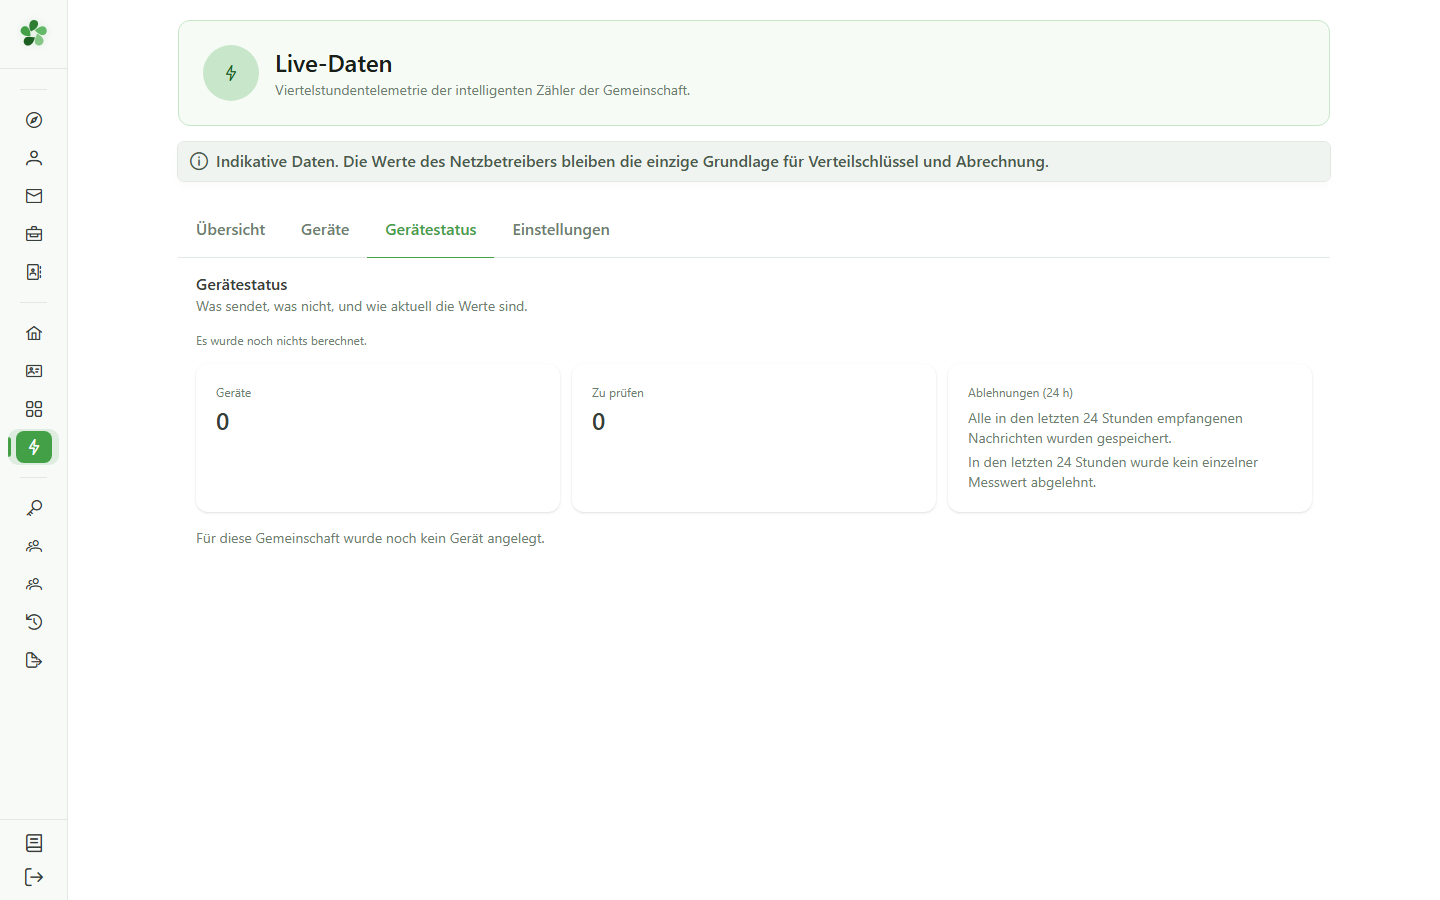 Live-Daten
Viertelstundentelemetrie der intelligenten Zähler der Gemeinschaft.
Indikative Daten. Die Werte des Netzbetreibers bleiben die einzige Grundlage für Verteilschlüssel und Abrechnung.
Übersicht
Geräte
Gerätestatus
Einstellungen
Gerätestatus
Was sendet, was nicht, und wie aktuell die Werte sind.
Es wurde noch nichts berechnet.
Geräte
0
Zu prüfen
0
Ablehnungen (24 h)
Alle in den letzten 24 Stunden empfangenen
Nachrichten wurden gespeichert.
In den letzten 24 Stunden wurde kein einzelner
Messwert abgelehnt.
Für diese Gemeinschaft wurde noch kein Gerät angelegt.